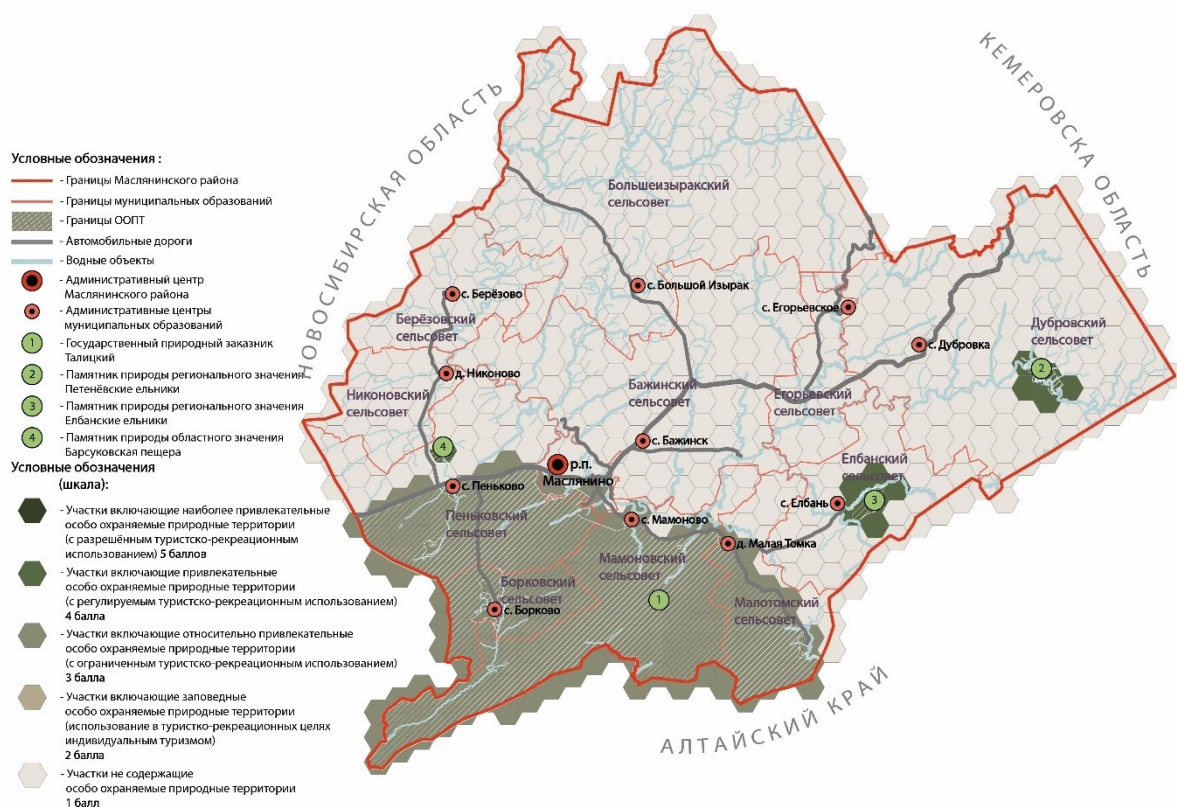 НОВОСИБИРСКАЯ ОБЛАСТЬ
КЕМЕРОВСКА ОБЛАСТЬ
АЛТАЙСКИЙ КРАЙ
Условные обозначения :
- Границы Маслянинского района
- Границы муниципальных образований
- Границы ООПТ
- Автомобильные дороги
- Водные объекты
- Административный центр
Маслянинского района
- Административные центры
муниципальных образований
1
- Государственный природный заказник
Талицкий
2
- Памятник природы регионального значения
Петенёвские ельники
3
- Памятник природы регионального значения
Елбанские ельники
4
- Памятник природы областного значения
Барсуковская пещера
Условные обозначения
(шкала):
- Участки включающие наиболее привлекательные
особо охраняемые природные территории
(с разрешённым туристско-рекреационным
использованием) 5 баллов
- Участки включающие привлекательные
особо охраняемые природные территории
(с регулируемым туристско-рекреационным использованием)
4 балла
- Участки включающие относительно привлекательные
особо охраняемые природные территории
(с ограниченным туристско-рекреационным использованием)
3 балла
- Участки включающие заповедные
особо охраняемые природные территории
(использование в туристко-рекреационных целях
индивидуальным туризмом)
2 балла
- Участки не содержащие
особо охраняемые природные территории
1 балл
Большеизыракский
сельсовет
с. Большой Изырак
с. Берёзово
Берёзовский
сельсовет
с. Егорьевское
Дубровский
сельсовет
с. Дубровка
2
д. Никоново
Никоновский
сельсовет
Бажинский
сельсовет
Егорьевский
сельсовет
с. Бажинск
4
р.п.
Маслянино
Елбанский
сельсовет
с. Елбань
3
с. Пеньково
Пеньковский
сельсовет
с. Мамоново
д. Малая Томка
Мамоновский
сельсовет
Борковский
сельсовет
с. Борково
1
Малотомский
сельсовет